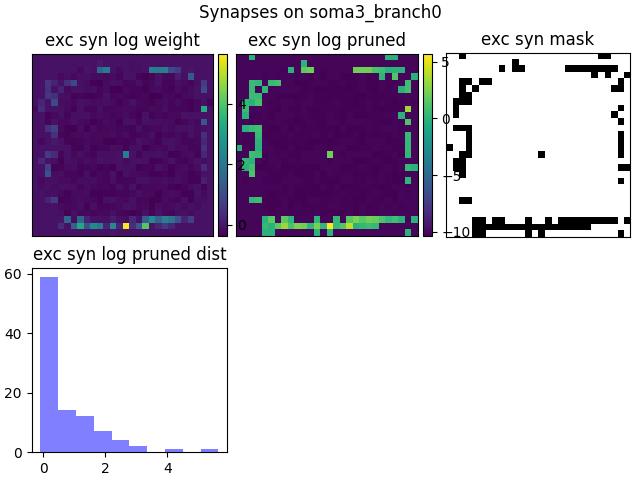 Synapses on soma3_branch0
exc syn log weight
exc syn log pruned
exc syn mask
4
2
0
5
0
−5
−10
exc syn log pruned dist
60
40
20
0
0
2
4